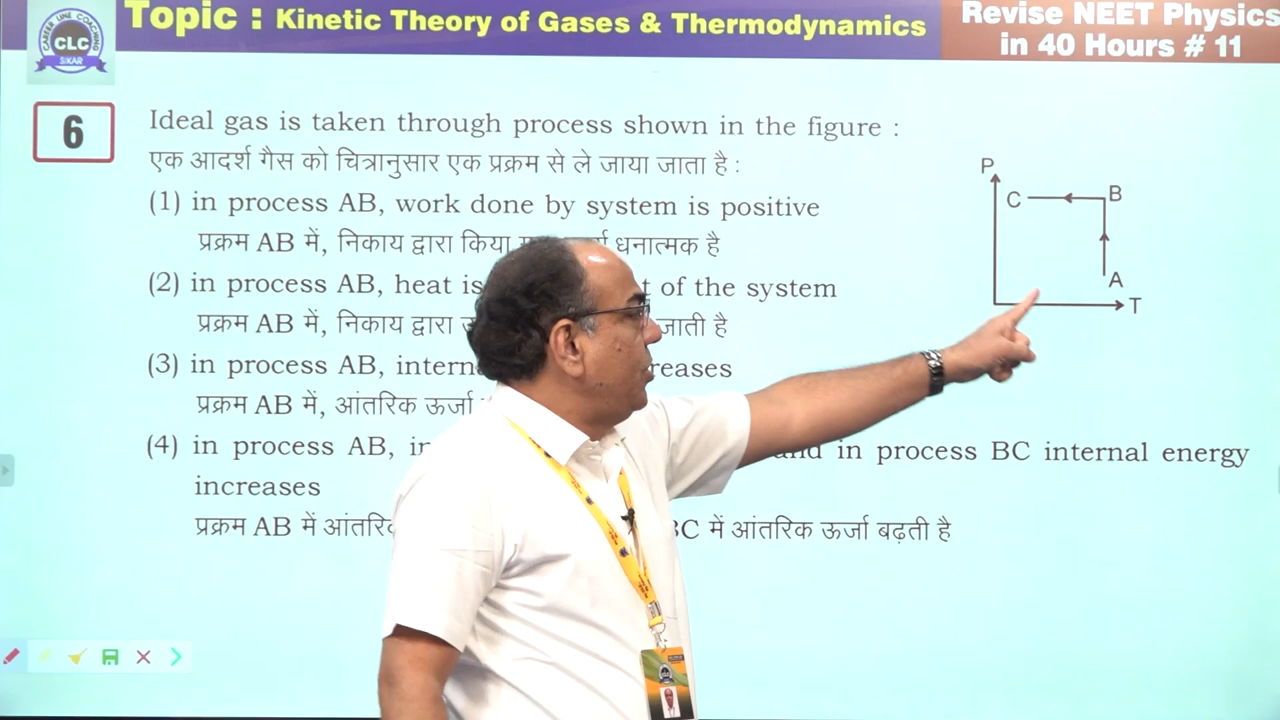 Topic : Kinetic Theory of Gases & Thermodynamics
Revise NEET Physics
in 40 Hours # 11
CAREER LINE COACHING
CLC
SIKAR
6
Ideal gas is taken through process shown in the figure :
एक आदर्श गैस को चित्रानुसार एक प्रक्रम से ले जाया जाता है :
(1) in process AB, work done by system is positive
प्रक्रम AB में, निकाय द्वारा किया धनात्मक है
(2) in process AB, heat is of the system
प्रक्रम AB में, निकाय द्वारा जाती है
(3) in process AB,
प्रक्रम AB में, आंतरिक ऊर्जा
(4) in process AB, and in process BC internal energy
increases
प्रक्रम AB में BC में आंतरिक ऊर्जा बढ़ती है
P
C
B
A
T